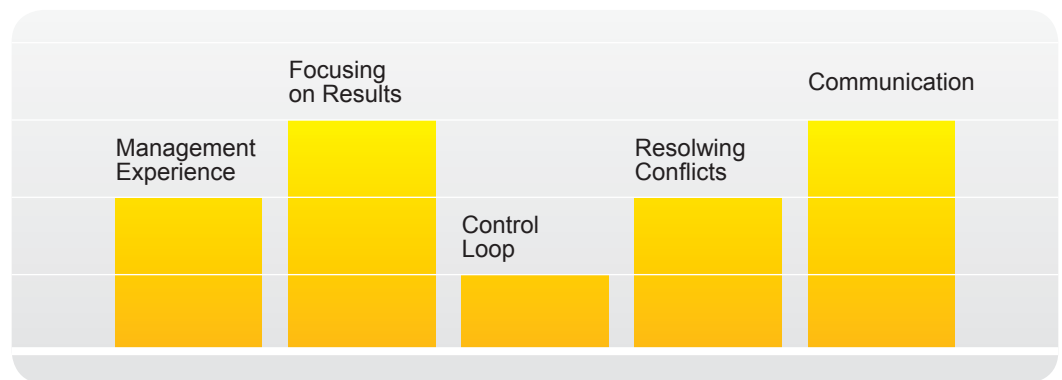 Management
Experience
Focusing
on Results
Control
Loop
Resolwing
Conflicts
Communication